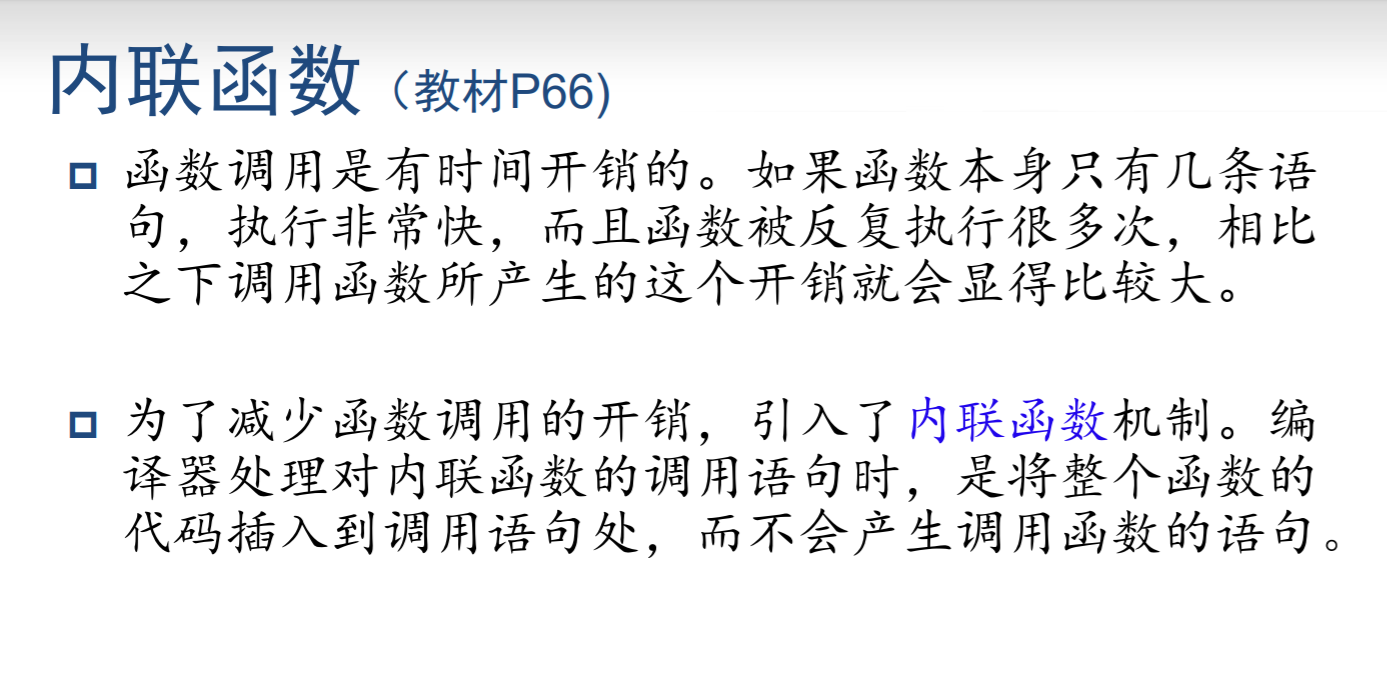 内联函数（教材P66)
函数调用是有时间开销的。如果函数本身只有几条语
句，执行非常快，而且函数被反复执行很多次，相比
之下调用函数所产生的这个开销就会显得比较大。
为了减少函数调用的开销，引入了内联函数机制。编
译器处理对内联函数的调用语句时，是将整个函数的
代码插入到调用语句处，而不会产生调用函数的语句。